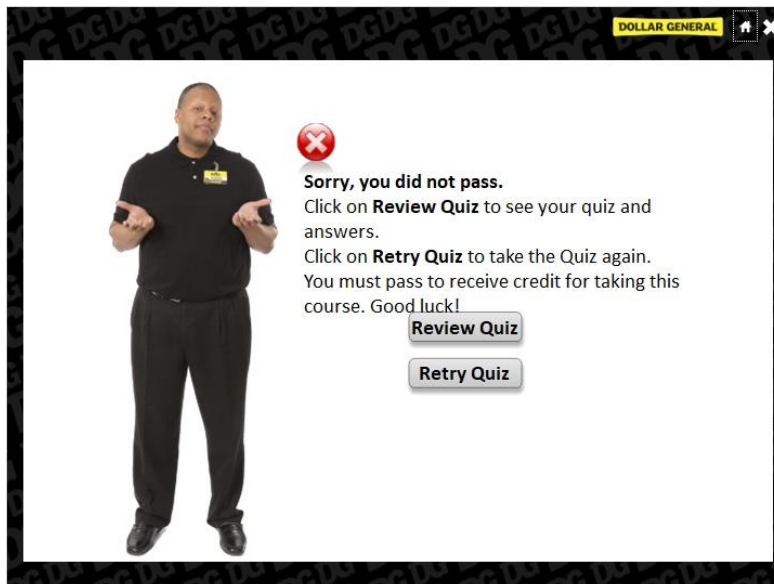 DOLLAR GENERAL
Sorry, you did not pass.
Click on Review Quiz to see your quiz and
answers.
Click on Retry Quiz to take the Quiz again.
You must pass to receive credit for taking this
course. Good luck!
Review Quiz
Retry Quiz